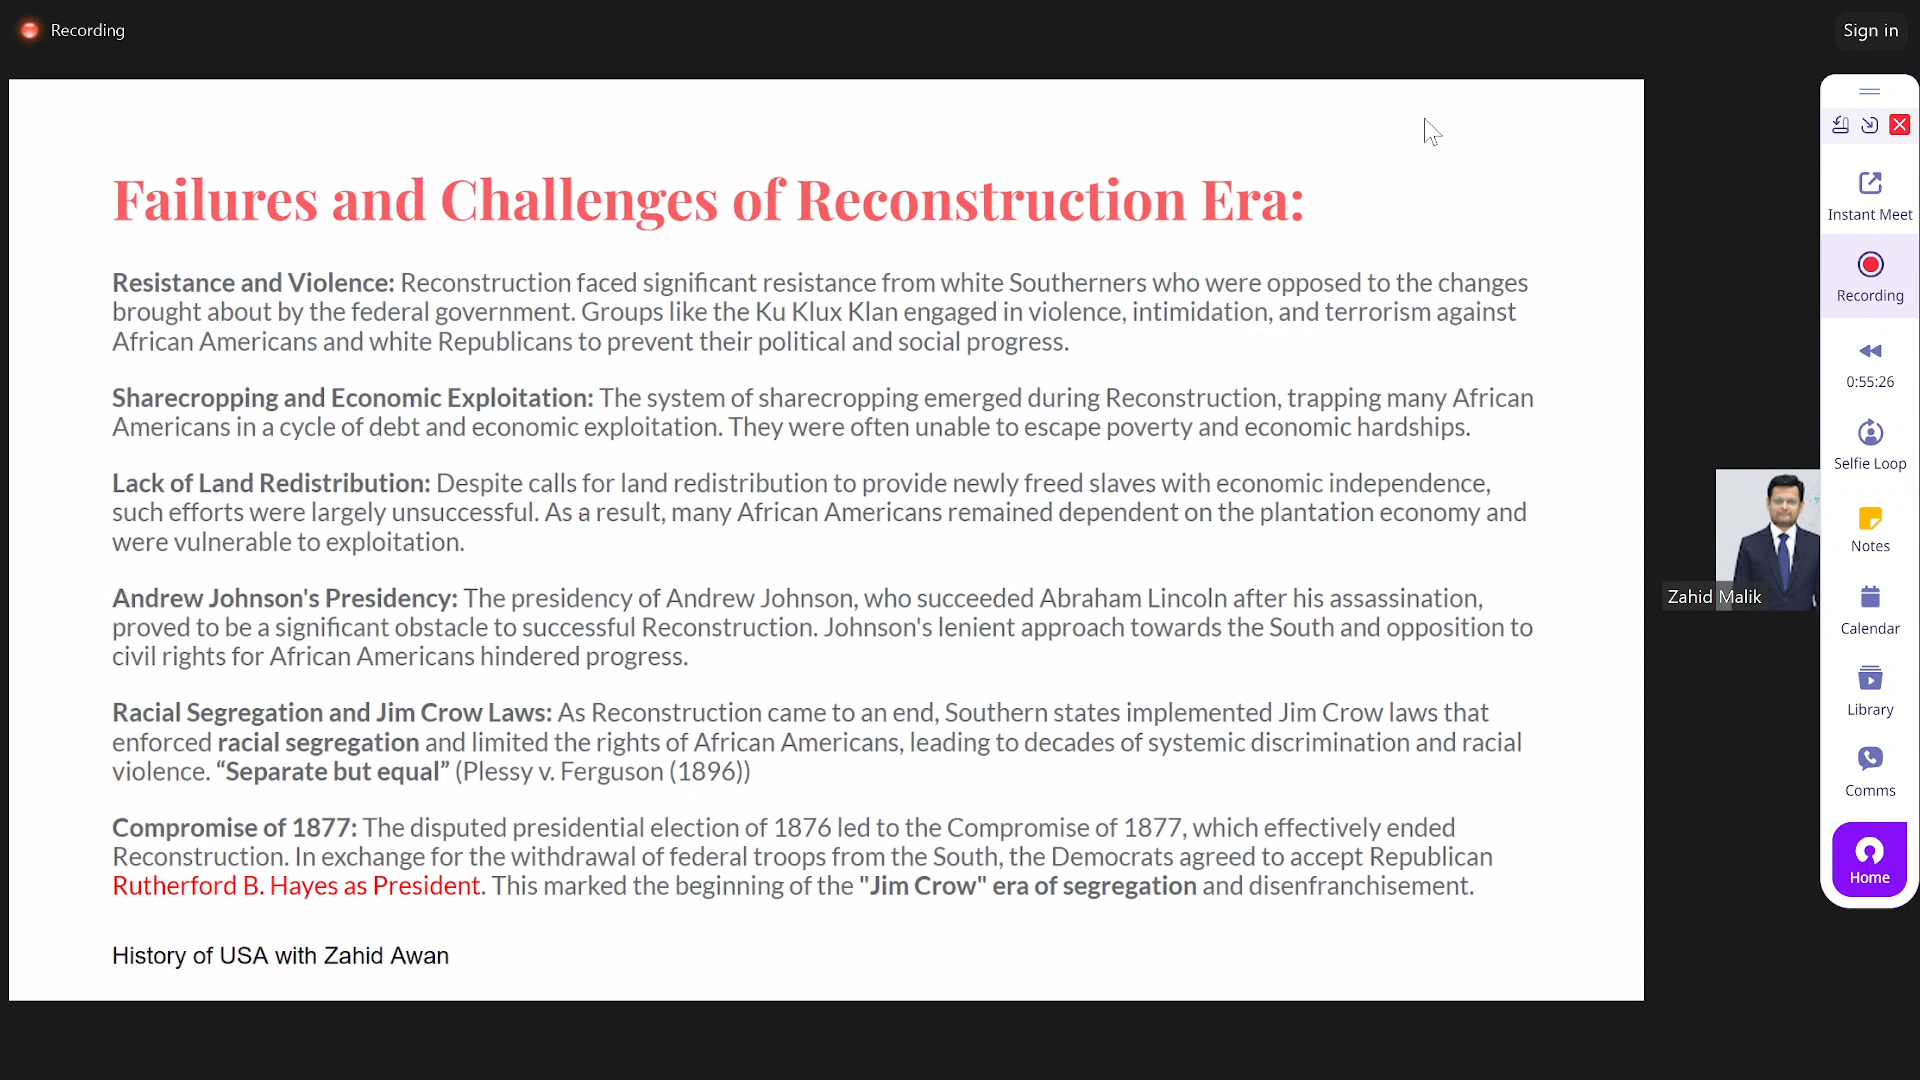 Recording
Sign in
Failures and Challenges of Reconstruction Era:
Resistance and Violence: Reconstruction faced significant resistance from white Southerners who were opposed to the changes
brought about by the federal government. Groups like the Ku Klux Klan engaged in violence, intimidation, and terrorism against
African Americans and white Republicans to prevent their political and social progress.
Sharecropping and Economic Exploitation: The system of sharecropping emerged during Reconstruction, trapping many African
Americans in a cycle of debt and economic exploitation. They were often unable to escape poverty and economic hardships.
Lack of Land Redistribution: Despite calls for land redistribution to provide newly freed slaves with economic independence,
such efforts were largely unsuccessful. As a result, many African Americans remained dependent on the plantation economy and
were vulnerable to exploitation.
Andrew Johnson's Presidency: The presidency of Andrew Johnson, who succeeded Abraham Lincoln after his assassination,
proved to be a significant obstacle to successful Reconstruction. Johnson's lenient approach towards the South and opposition to
civil rights for African Americans hindered progress.
Racial Segregation and Jim Crow Laws: As Reconstruction came to an end, Southern states implemented Jim Crow laws that
enforced racial segregation and limited the rights of African Americans, leading to decades of systemic discrimination and racial
violence. “Separate but equal” (Plessy v. Ferguson (1896))
Compromise of 1877: The disputed presidential election of 1876 led to the Compromise of 1877, which effectively ended
Reconstruction. In exchange for the withdrawal of federal troops from the South, the Democrats agreed to accept Republican
Rutherford B. Hayes as President. This marked the beginning of the "Jim Crow" era of segregation and disenfranchisement.
History of USA with Zahid Awan
Zahid Malik
Instant Meet
Recording
0:55:26
Selfie Loop
Notes
Calendar
Library
Comms
Home